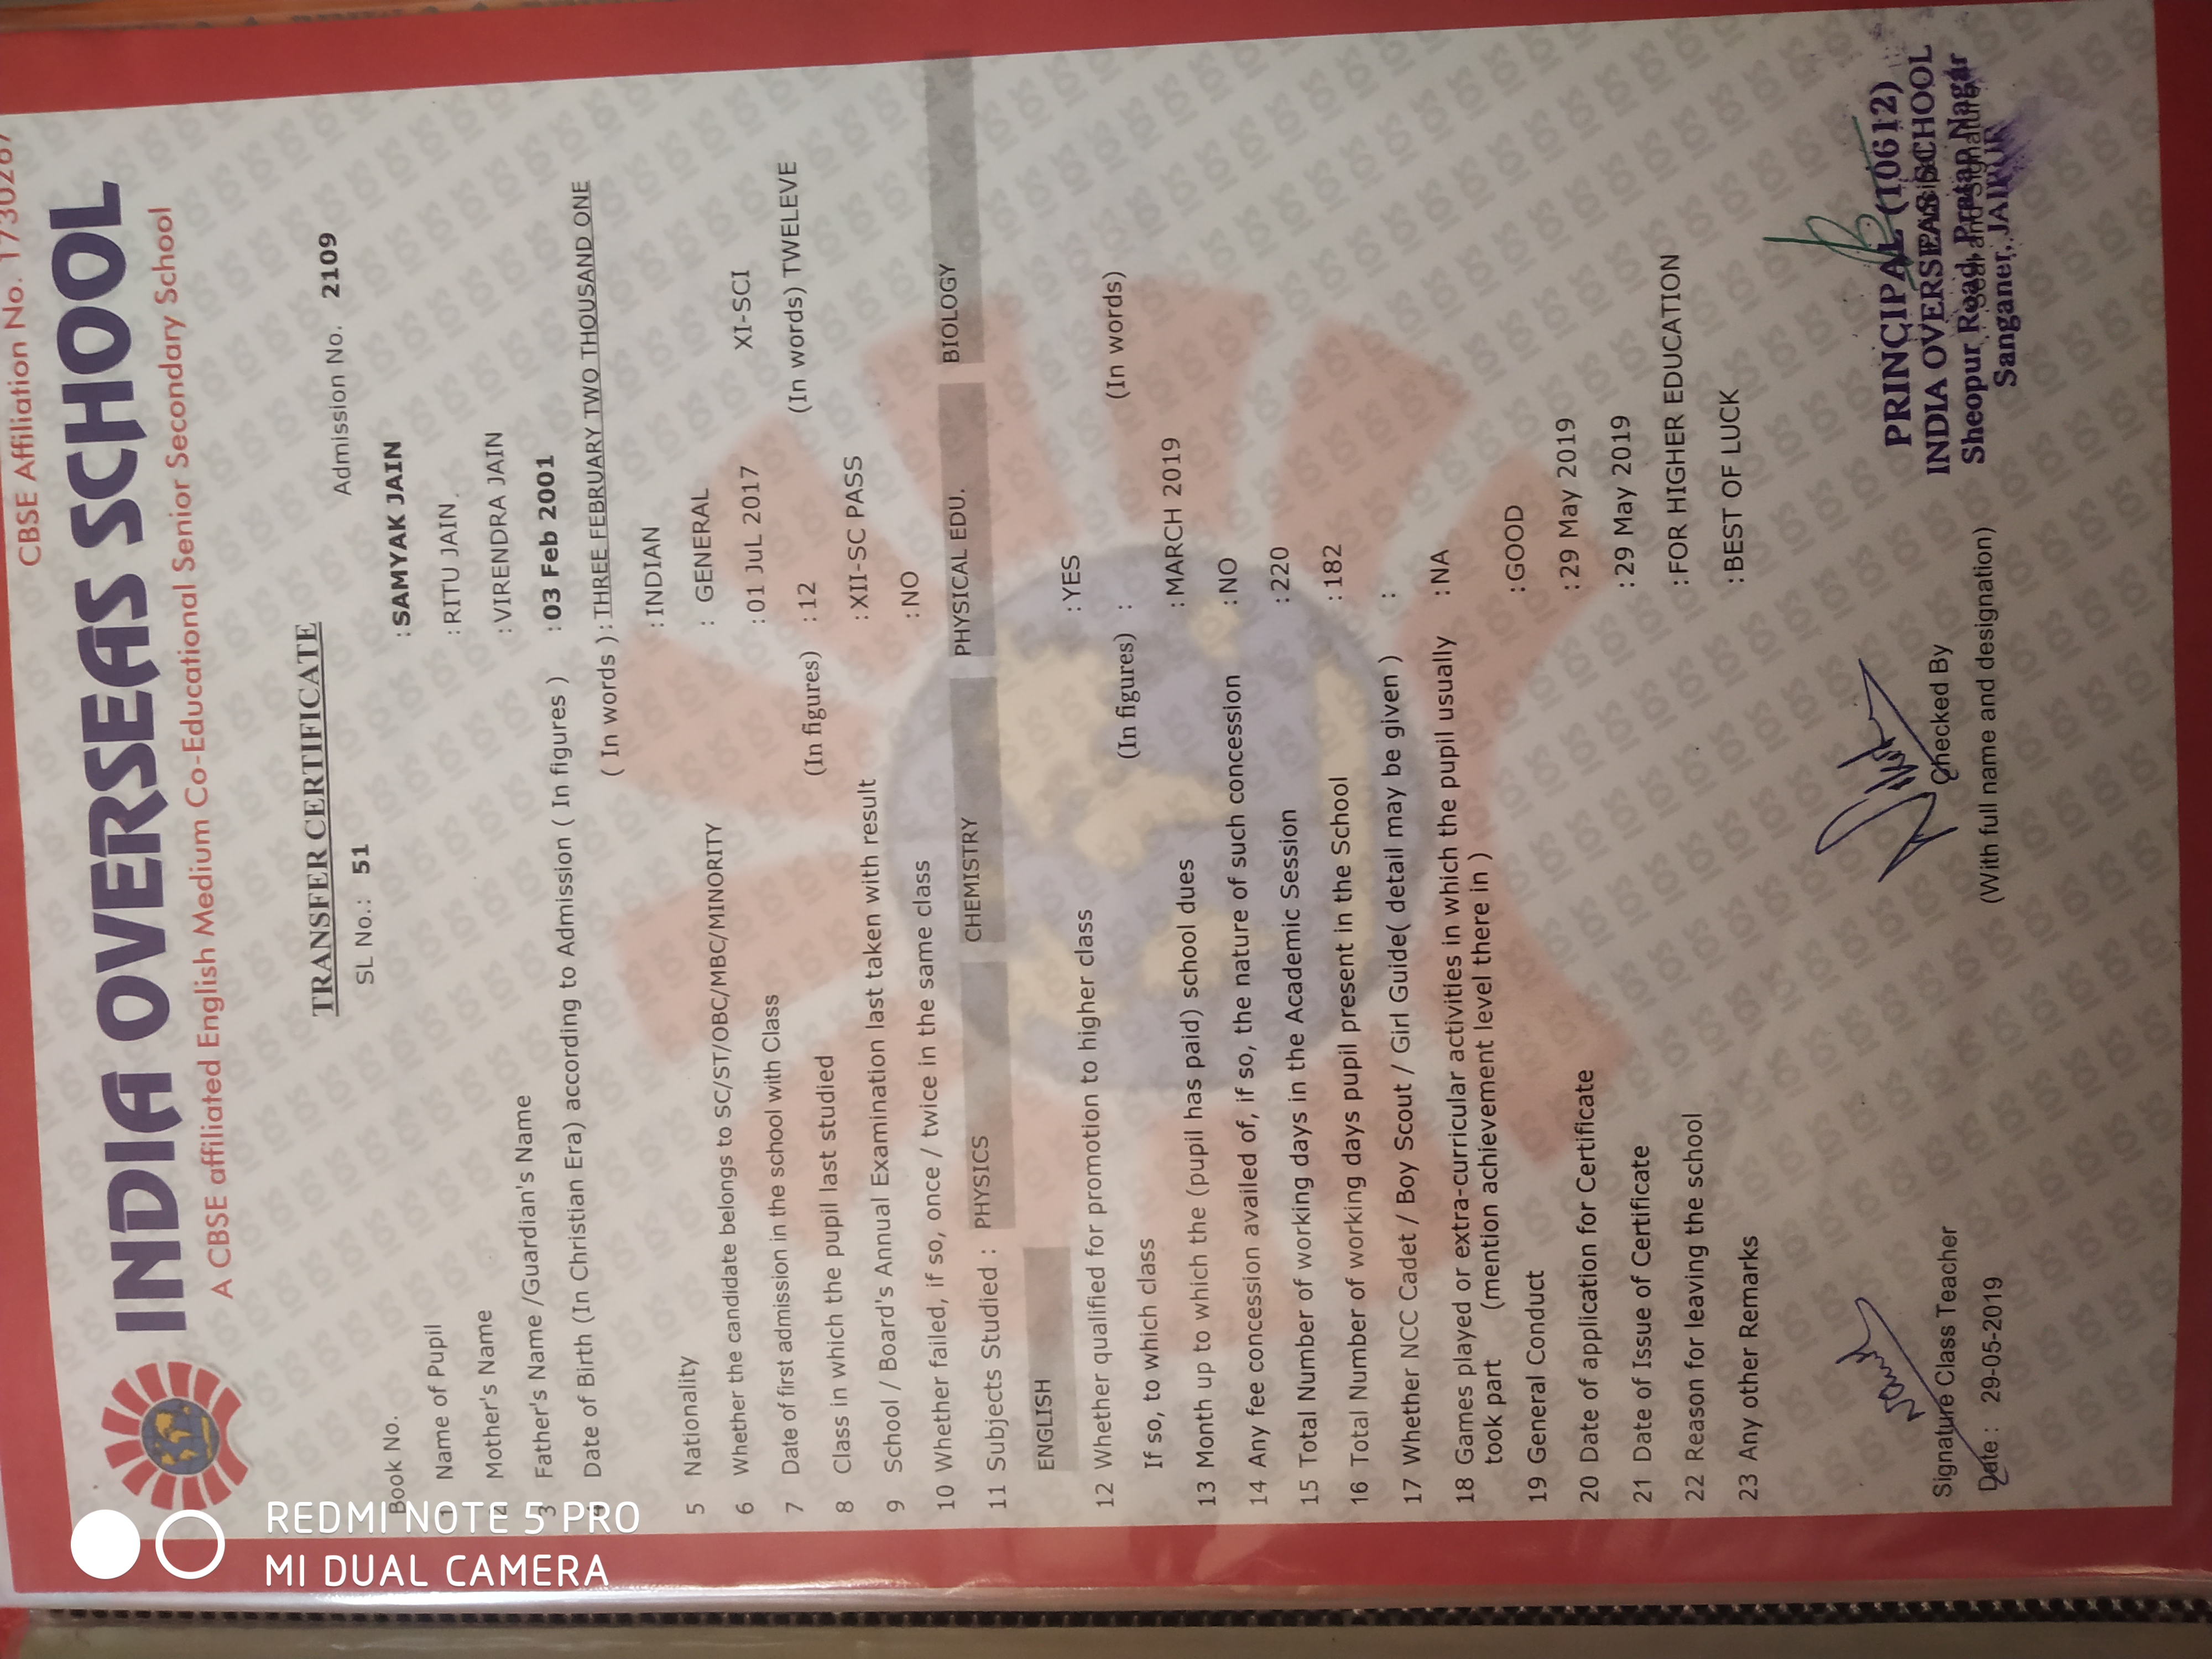 CBSE Affiliation No. 1730287
INDIA OVERSEAS SCHOOL
A CBSE affiliated English Medium Co-Educational Senior Secondary School
TRANSFER CERTIFICATE
Book No. SL No.: 51 Admission No. 2109
1 Name of Pupil : SAMYAK JAIN
2 Mother's Name : RITU JAIN
3 Father's Name /Guardian's Name : VIRENDRA JAIN
4 Date of Birth (In Christian Era) according to Admission ( In figures ) : 03 Feb 2001
( In words ) : THREE FEBRUARY TWO THOUSAND ONE
5 Nationality : INDIAN
6 Whether the candidate belongs to SC/ST/OBC/MBC/MINORITY : GENERAL
7 Date of first admission in the school with Class : 01 JuL 2017 XI-SCI
8 Class in which the pupil last studied (In figures) : 12 (In words) TWELEVE
9 School / Board's Annual Examination last taken with result : XII-SC PASS
10 Whether failed, if so, once / twice in the same class : NO
11 Subjects Studied : PHYSICS CHEMISTRY PHYSICAL EDU. BIOLOGY
ENGLISH
12 Whether qualified for promotion to higher class : YES
If so, to which class (In figures) : (In words)
13 Month up to which the (pupil has paid) school dues : MARCH 2019
14 Any fee concession availed of, if so, the nature of such concession : NO
15 Total Number of working days in the Academic Session : 220
16 Total Number of working days pupil present in the School : 182
17 Whether NCC Cadet / Boy Scout / Girl Guide( detail may be given ) :
18 Games played or extra-curricular activities in which the pupil usually : NA
took part (mention achievement level there in )
19 General Conduct : GOOD
20 Date of application for Certificate : 29 May 2019
21 Date of Issue of Certificate : 29 May 2019
22 Reason for leaving the school : FOR HIGHER EDUCATION
23 Any other Remarks : BEST OF LUCK
PRINCIPAL (10612)
INDIA OVERSEAS SCHOOL
Sheopur Road, Pratap Nagar
Sanganer, JAIPUR
Signature Class Teacher Checked By Principal
Date : 29-05-2019 (With full name and designation) Seal and Signature
REDMI NOTE 5 PRO
MI DUAL CAMERA